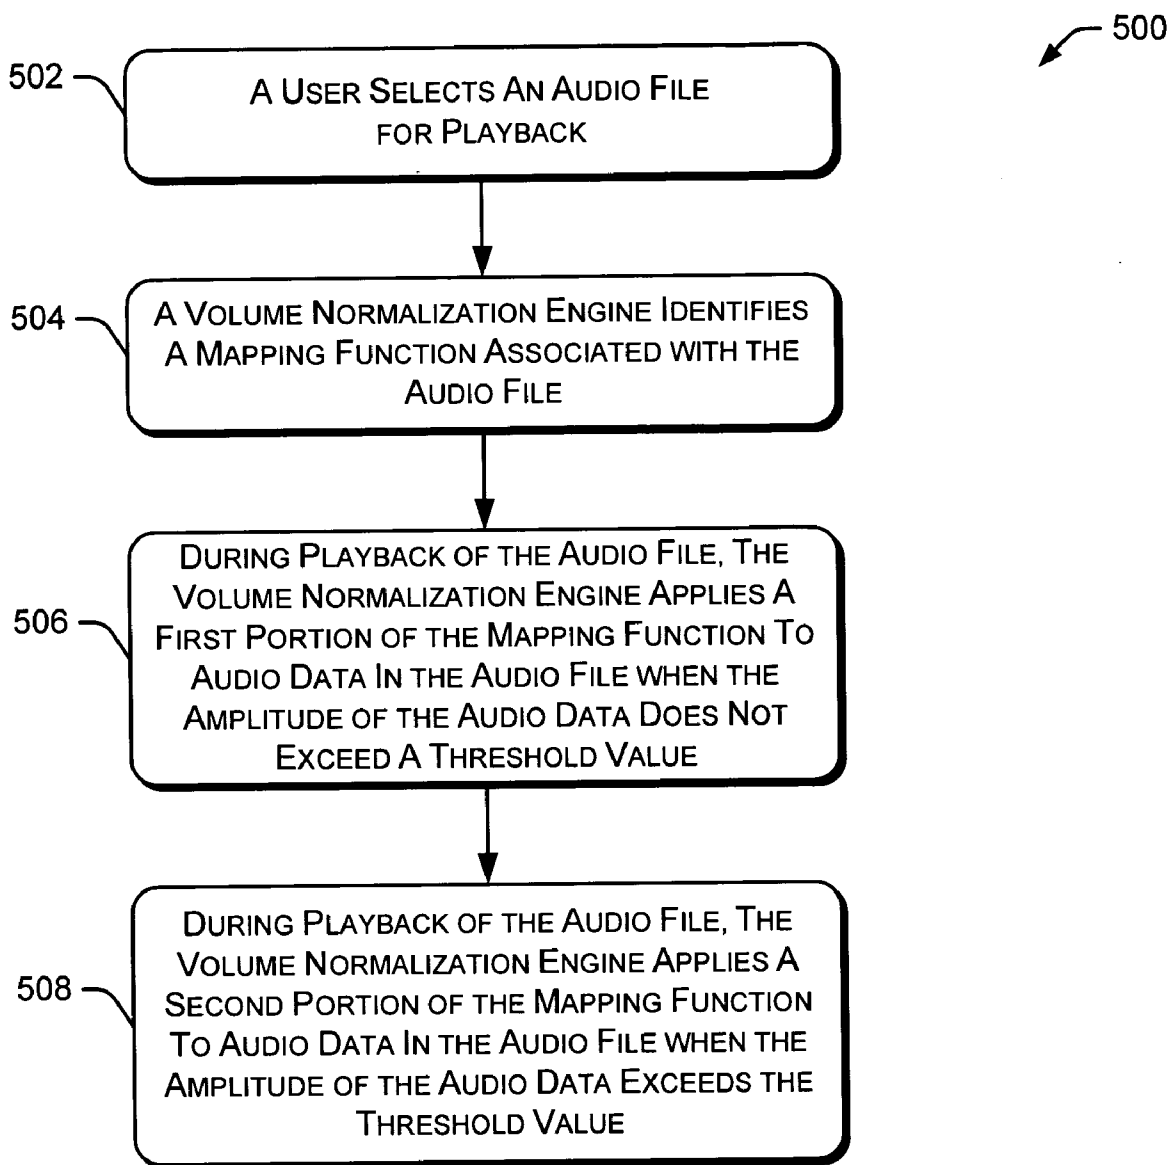 500
502
A USER SELECTS AN AUDIO FILE
FOR PLAYBACK
504
A VOLUME NORMALIZATION ENGINE IDENTIFIES
A MAPPING FUNCTION ASSOCIATED WITH THE
AUDIO FILE
506
DURING PLAYBACK OF THE AUDIO FILE, THE
VOLUME NORMALIZATION ENGINE APPLIES A
FIRST PORTION OF THE MAPPING FUNCTION TO
AUDIO DATA IN THE AUDIO FILE WHEN THE
AMPLITUDE OF THE AUDIO DATA DOES NOT
EXCEED A THRESHOLD VALUE
508
DURING PLAYBACK OF THE AUDIO FILE, THE
VOLUME NORMALIZATION ENGINE APPLIES A
SECOND PORTION OF THE MAPPING FUNCTION
TO AUDIO DATA IN THE AUDIO FILE WHEN THE
AMPLITUDE OF THE AUDIO DATA EXCEEDS THE
THRESHOLD VALUE